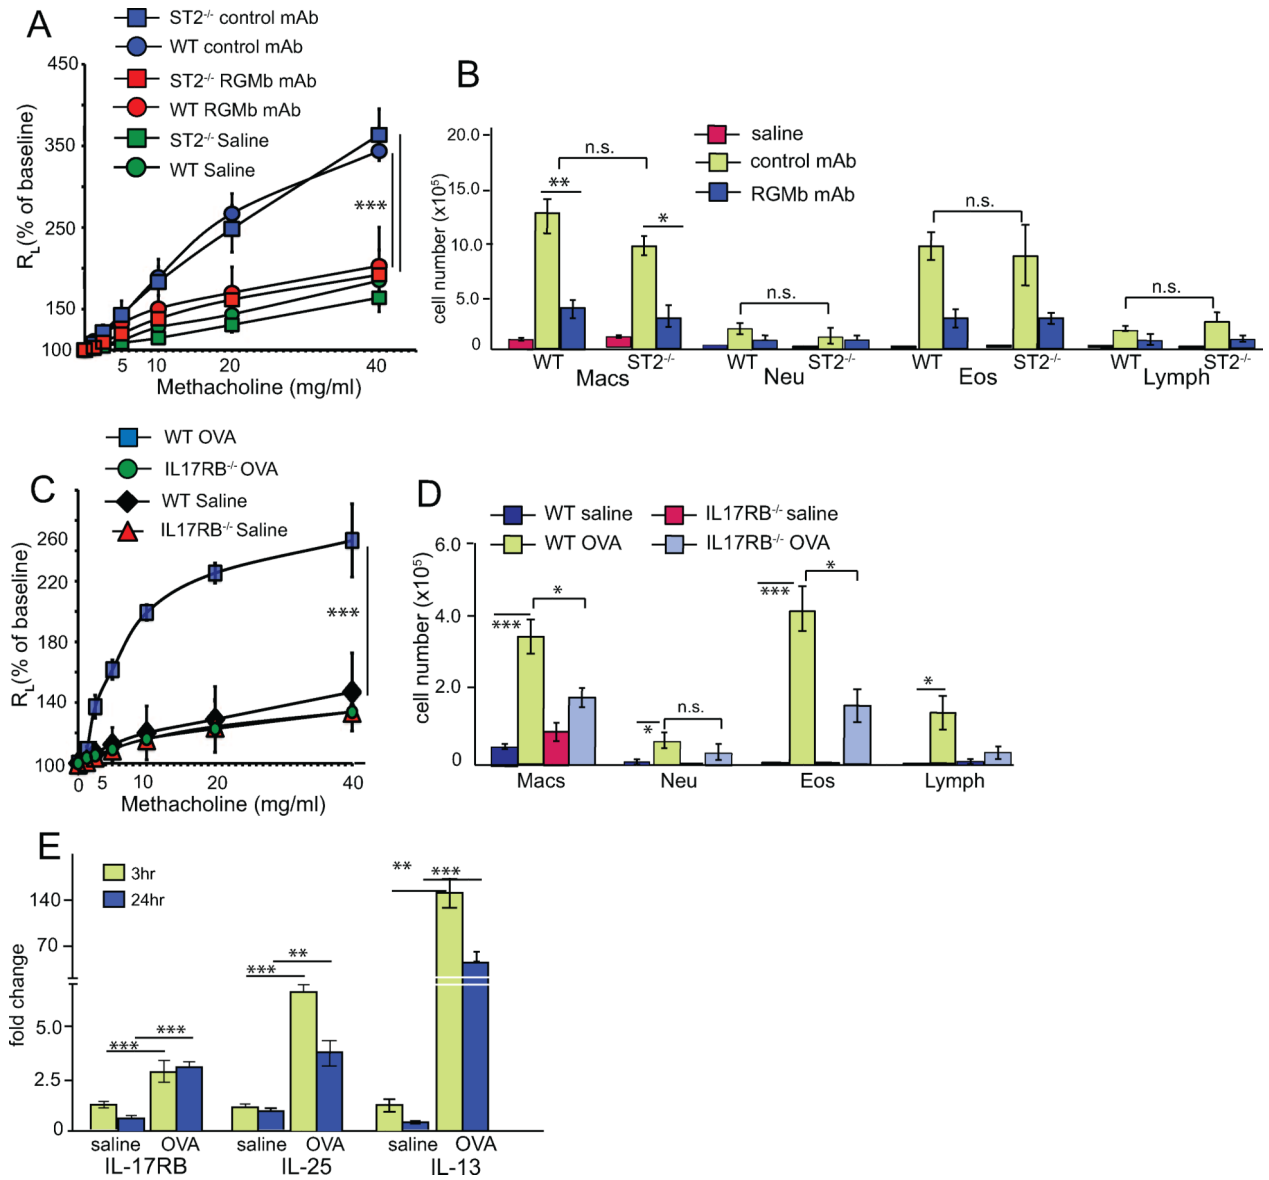 A
ST2-/- control mAb
WT control mAb
ST2-/- RGMb mAb
WT RGMb mAb
ST2-/- Saline
WT Saline
RL(% of baseline)
450
350
250
150
100
***
5 10 20 40
Methacholine (mg/ml)
B
saline
control mAb
RGMb mAb
cell number (x10⁵)
20.0
15.0
10.0
5.0
0
n.s.
**
*
n.s.
n.s.
n.s.
WT ST2-/- WT ST2-/- WT ST2-/- WT ST2-/-
Macs Neu Eos Lymph
C
WT OVA
IL17RB-/- OVA
WT Saline
IL17RB-/- Saline
RL(% of baseline)
260
220
180
140
100
***
0 5 10 20 40
Methacholine (mg/ml)
D
WT saline IL17RB-/- saline
WT OVA IL17RB-/- OVA
cell number (x10⁵)
6.0
4.0
2.0
0
***
*
*
n.s.
***
*
*
Macs Neu Eos Lymph
E
3hr
24hr
fold change
140
70
5.0
2.5
0
***
***
***
**
**
***
saline OVA saline OVA saline OVA
IL-17RB IL-25 IL-13